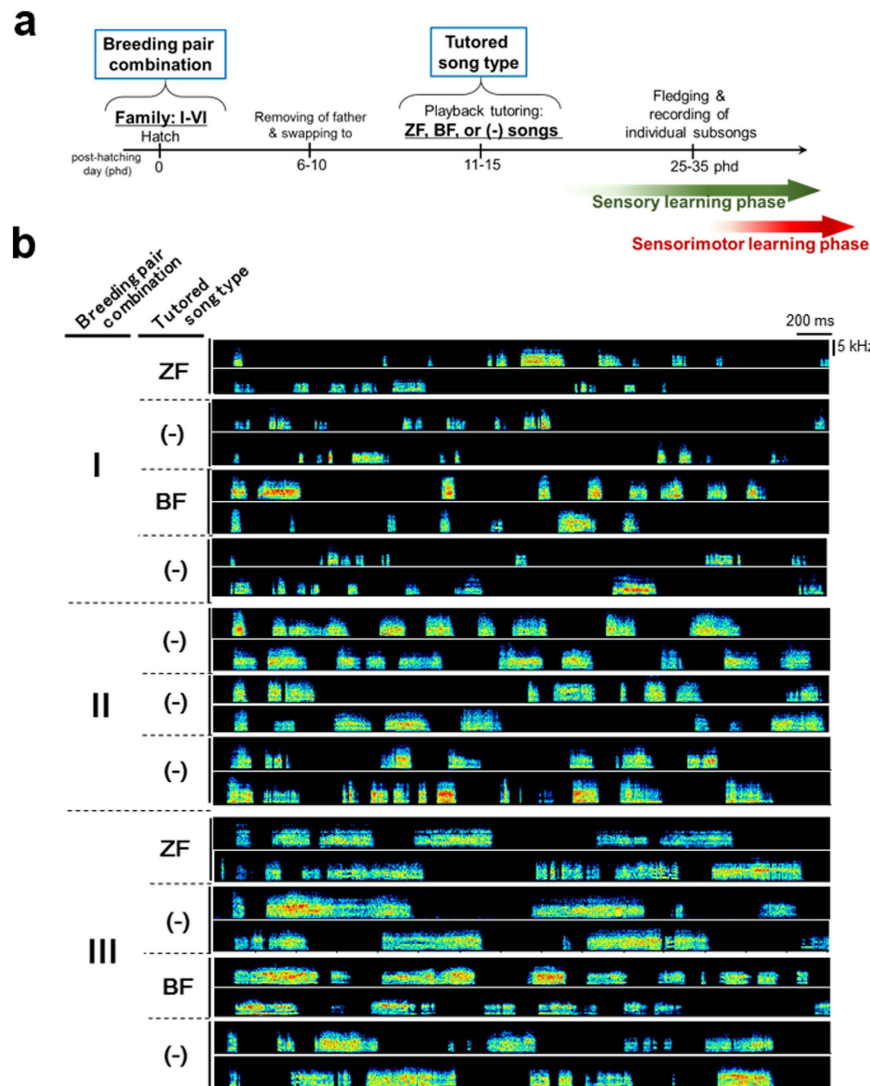 a
Breeding pair
combination
Tutored
song type
Family: I-VI
Hatch
Removing of father
& swapping to
Playback tutoring:
ZF, BF, or (-) songs
Fledging &
recording of
individual subsongs
post-hatching
day (phd)
0
6-10
11-15
25-35 phd
Sensory learning phase
Sensorimotor learning phase
b
Breeding pair
combination
Tutored
song type
200 ms
5 kHz
I
ZF
(-)
BF
(-)
II
(-)
(-)
(-)
III
ZF
(-)
BF
(-)